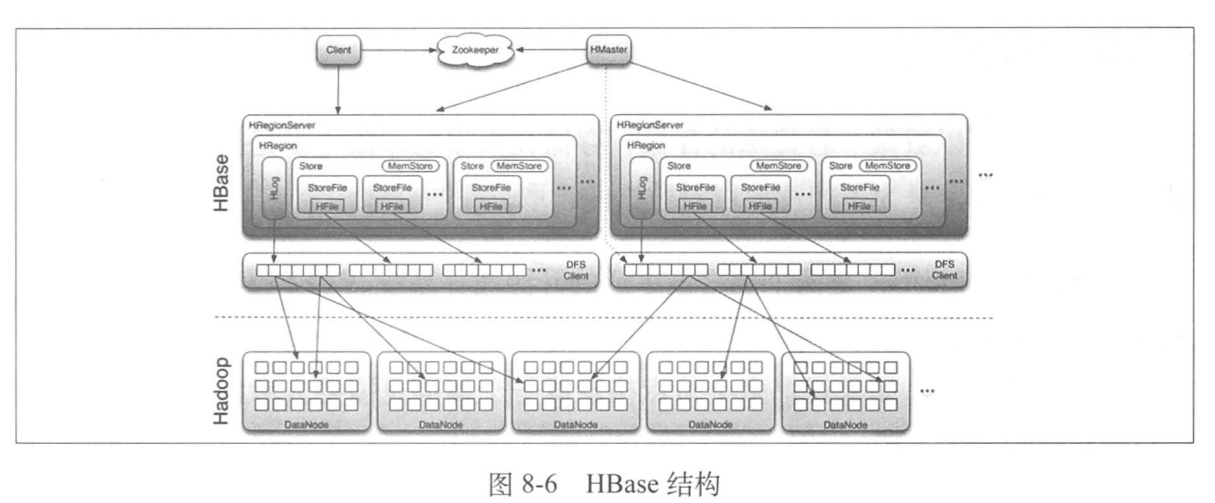 Client
Zookeeper
HMaster
HBase
HRegionServer
HRegion
HLog
Store
MemStore
StoreFile
HFile
StoreFile
HFile
...
Store
MemStore
StoreFile
HFile
...
...
HRegionServer
HRegion
HLog
Store
MemStore
StoreFile
HFile
StoreFile
HFile
...
Store
MemStore
StoreFile
HFile
...
...
...
...
DFS
Client
...
DFS
Client
Hadoop
DataNode
DataNode
DataNode
DataNode
DataNode
...
图 8-6 HBase 结构